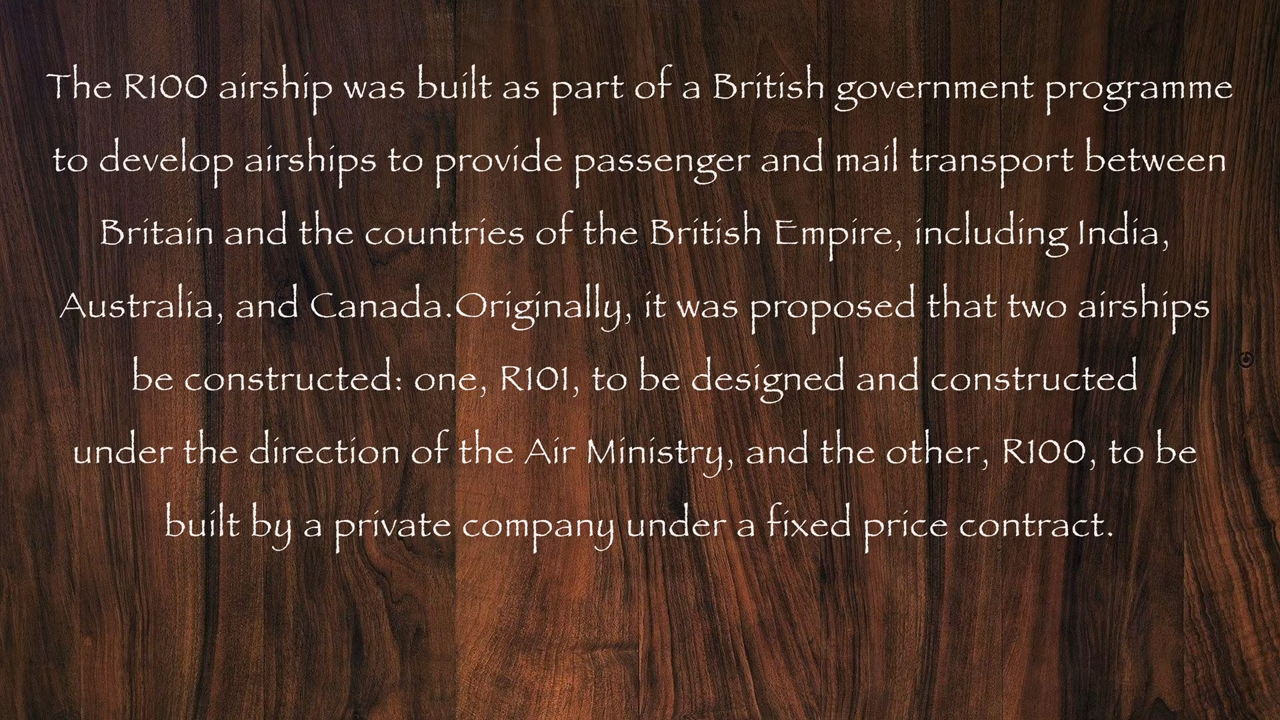 The R100 airship was built as part of a British government programme
to develop airships to provide passenger and mail transport between
Britain and the countries of the British Empire, including India,
Australia, and Canada.Originally, it was proposed that two airships
be constructed: one, R101, to be designed and constructed
under the direction of the Air Ministry, and the other, R100, to be
built by a private company under a fixed price contract.